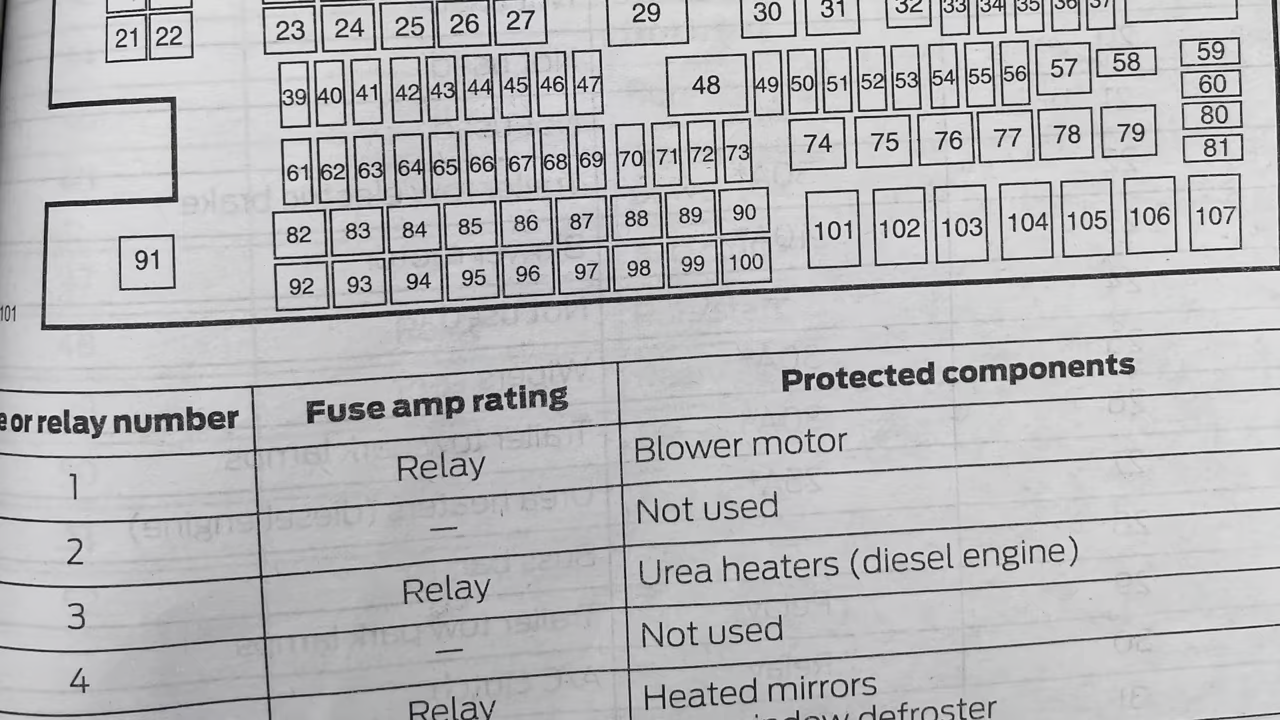 23 24 25 26 27 29 30 31 32 33 34 35 36 37
21 22
39 40 41 42 43 44 45 46 47 48 49 50 51 52 53 54 55 56 57 58 59
60
61 62 63 64 65 66 67 68 69 70 71 72 73 74 75 76 77 78 79 80
81
82 83 84 85 86 87 88 89 90 101 102 103 104 105 106 107
91
92 93 94 95 96 97 98 99 100
101
or relay number Fuse amp rating Protected components
1 Relay Blower motor
2 — Not used
3 Relay Urea heaters (diesel engine)
4 — Not used
Relay Heated mirrors
defroster